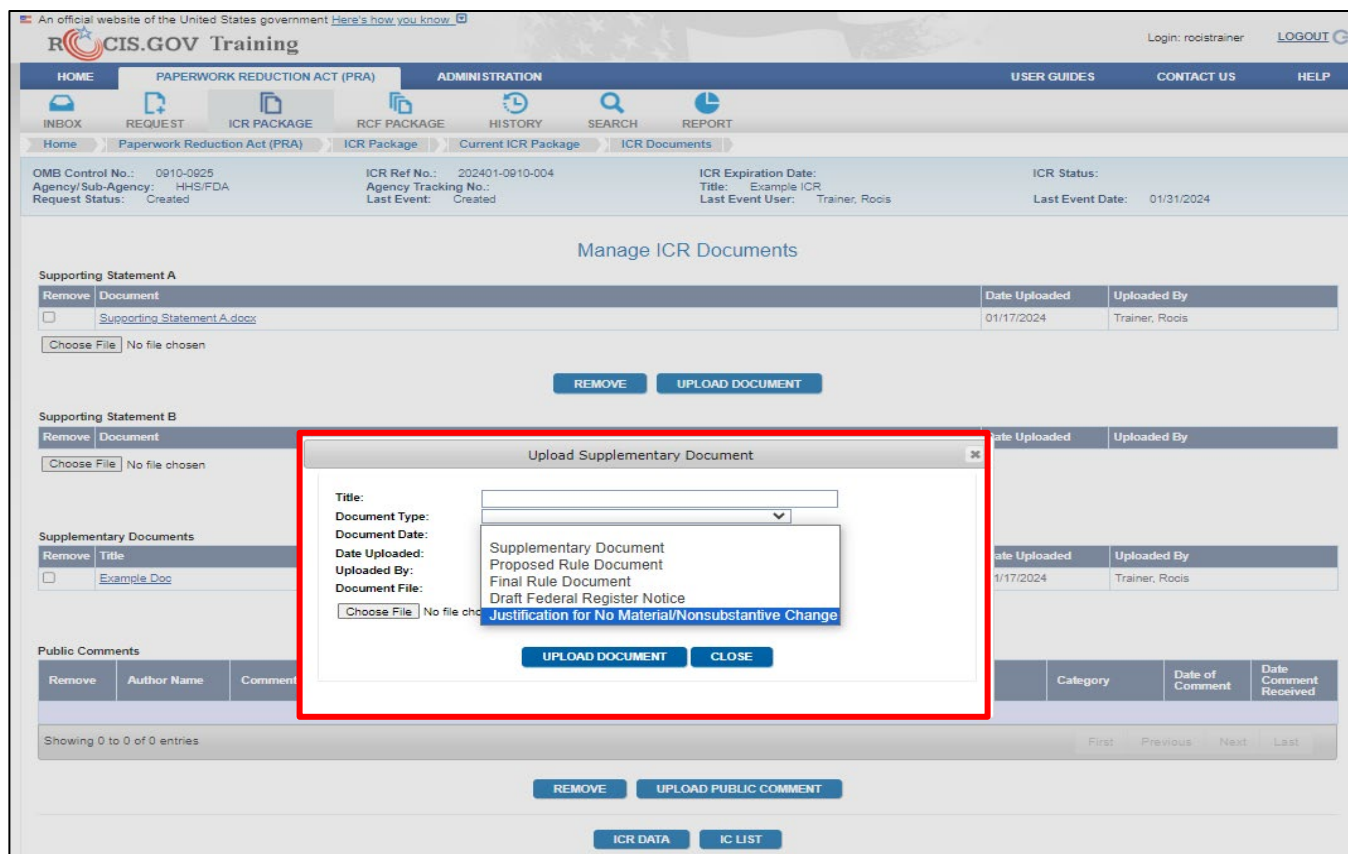 An official website of the United States government Here's how you know
ROCIS.GOV Training
Login: rocistrainer LOGOUT
HOME PAPERWORK REDUCTION ACT (PRA) ADMINISTRATION USER GUIDES CONTACT US HELP
INBOX REQUEST ICR PACKAGE RCF PACKAGE HISTORY SEARCH REPORT
Home Paperwork Reduction Act (PRA) ICR Package Current ICR Package ICR Documents
OMB Control No.: 0910-0925 ICR Ref No.: 202401-0910-004 ICR Expiration Date: ICR Status:
Agency/Sub-Agency: HHS/FDA Agency Tracking No.: Title: Example ICR
Request Status: Created Last Event: Created Last Event User: Trainer, Rocis Last Event Date: 01/31/2024
Manage ICR Documents
Supporting Statement A
Remove Document Date Uploaded Uploaded By
Supporting Statement A.docx 01/17/2024 Trainer, Rocis
Choose File No file chosen
REMOVE UPLOAD DOCUMENT
Supporting Statement B
Remove Document Date Uploaded Uploaded By
Choose File No file chosen
Upload Supplementary Document
Title:
Document Type:
Document Date:
Date Uploaded:
Uploaded By:
Document File:
Supplementary Document
Proposed Rule Document
Final Rule Document
Draft Federal Register Notice
Justification for No Material/Nonsubstantive Change
Choose File No file cho
UPLOAD DOCUMENT CLOSE
Supplementary Documents
Remove Title ate Uploaded Uploaded By
Example Doc 1/17/2024 Trainer, Rocis
Public Comments
Remove Author Name Comment Category Date of Comment Date Comment Received
Showing 0 to 0 of 0 entries First Previous Next Last
REMOVE UPLOAD PUBLIC COMMENT
ICR DATA IC LIST